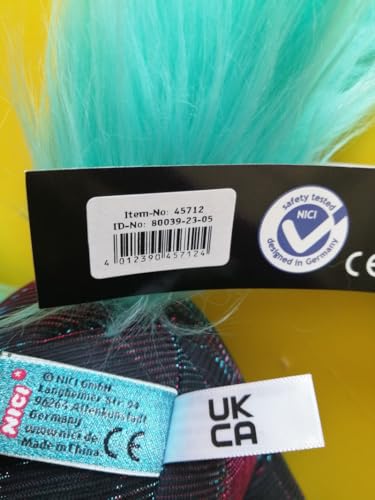 Item-No: 45712
ID-No: 80039-23-05
4 012390 457124
safety tested
NICI
designed in Germany
CE
NICI
© NICI GmbH
Langheimer Str. 94
96264 Altenkunstadt
Germany
www.nici.de
Made in China
CE
UK
CA